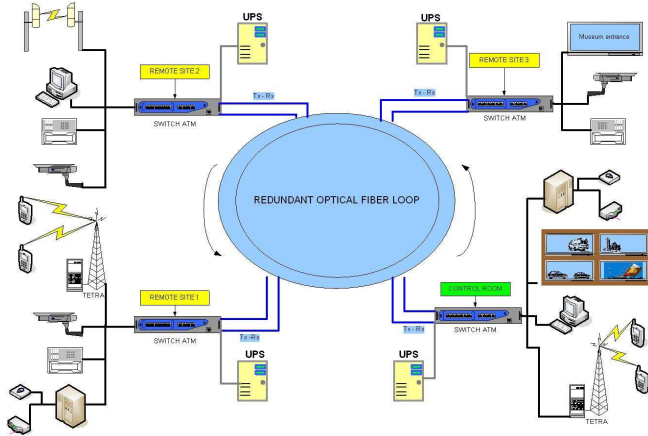 UPS
UPS
REMOTE SITE 2
REMOTE SITE 3
Museum entrance
Tx - Rx
Tx - Rx
SWITCH ATM
SWITCH ATM
REDUNDANT OPTICAL FIBER LOOP
TETRA
REMOTE SITE 1
CONTROL ROOM
SWITCH ATM
SWITCH ATM
Tx -Rx
Tx - Rx
UPS
UPS
TETRA